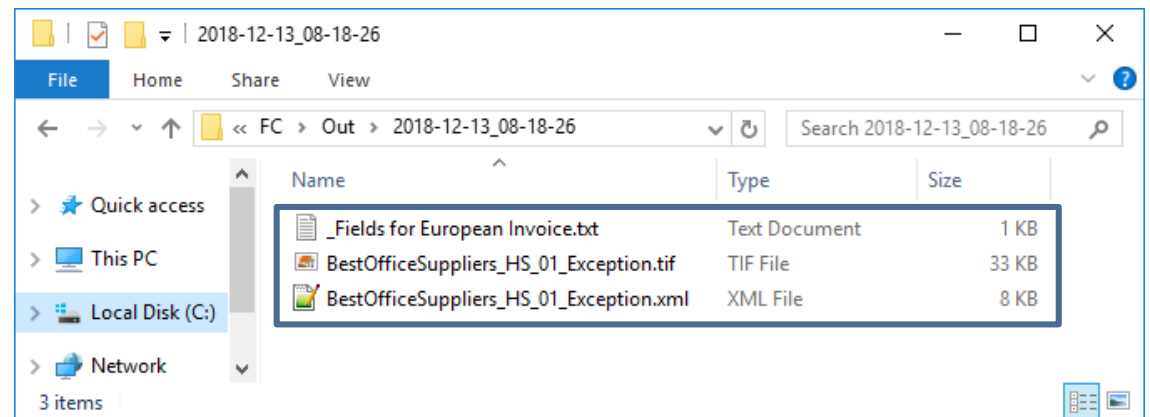 2018-12-13_08-18-26
File Home Share View
« FC > Out > 2018-12-13_08-18-26 Search 2018-12-13_08-18-26
Name Type Size
Quick access
_Fields for European Invoice.txt Text Document 1 KB
This PC BestOfficeSuppliers_HS_01_Exception.tif TIF File 33 KB
Local Disk (C:) BestOfficeSuppliers_HS_01_Exception.xml XML File 8 KB
Network
3 items